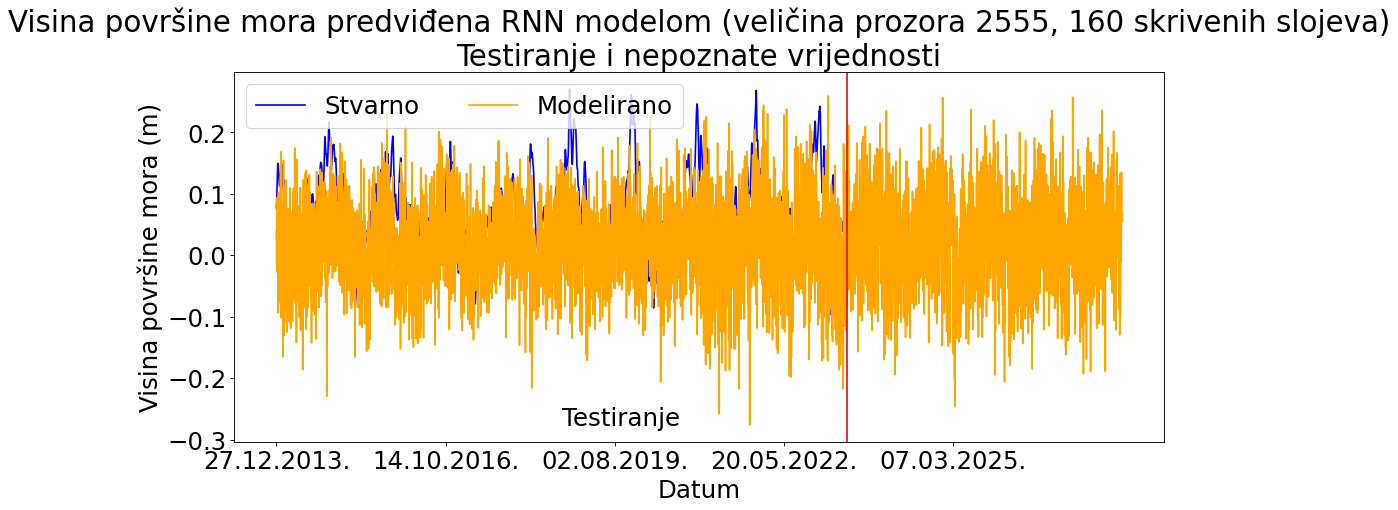 Visina površine mora predviđena RNN modelom (veličina prozora 2555, 160 skrivenih slojeva)
Testiranje i nepoznate vrijednosti
Stvarno Modelirano
Visina površine mora (m)
0.2
0.1
0.0
−0.1
−0.2
−0.3
Testiranje
27.12.2013. 14.10.2016. 02.08.2019. 20.05.2022. 07.03.2025.
Datum